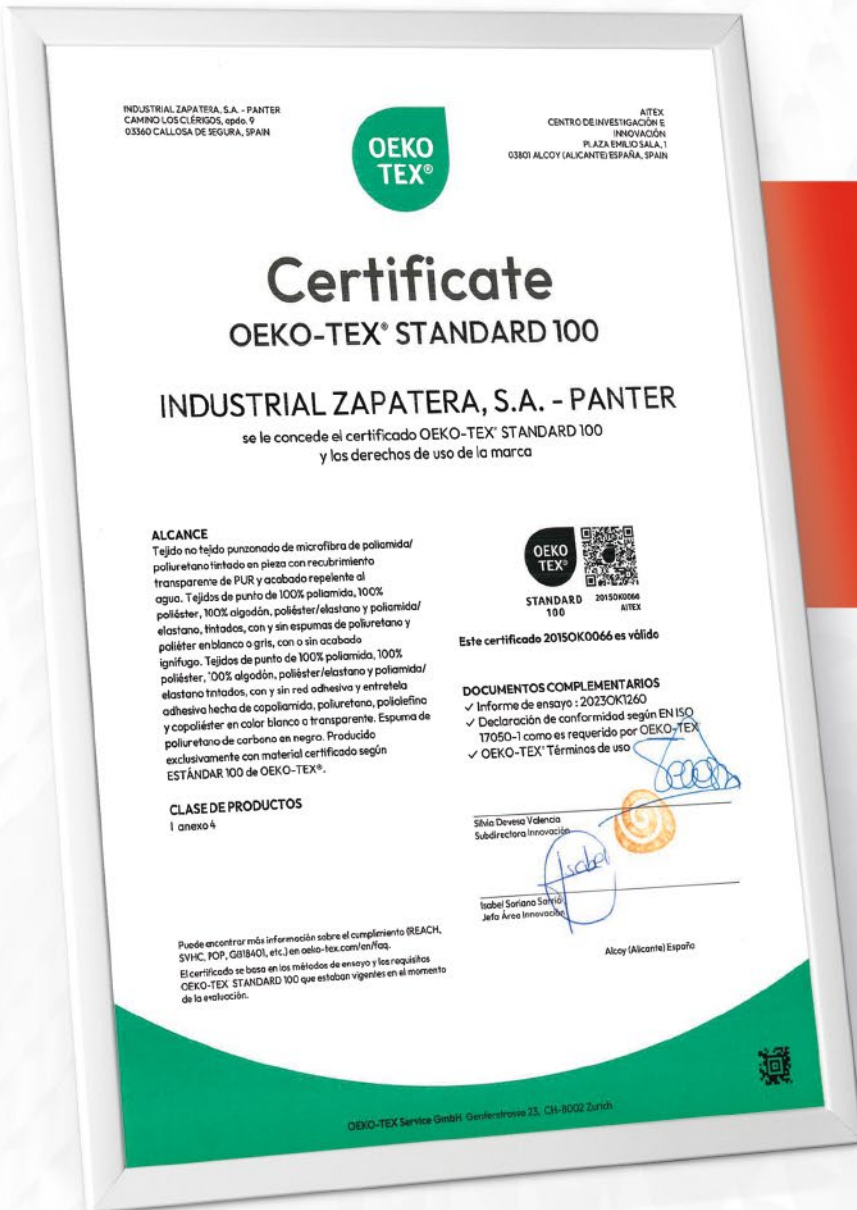 INDUSTRIAL ZAPATERA, S.A. - PANTER
CAMINO LOS CLÉRIGOS, apdo. 9
03360 CALLOSA DE SEGURA, SPAIN
OEKO
TEX®
AITEX
CENTRO DE INVESTIGACIÓN E
INNOVACIÓN
PLAZA EMILIO SALA, 1
03801 ALCOY (ALICANTE) ESPAÑA, SPAIN
Certificate
OEKO-TEX® STANDARD 100
INDUSTRIAL ZAPATERA, S.A. - PANTER
se le concede el certificado OEKO-TEX® STANDARD 100
y los derechos de uso de la marca
ALCANCE
Tejido no tejido punzonado de microfibra de poliamida/
poliuretano tintado en pieza con recubrimiento
transparente de PUR y acabado repelente al
agua. Tejidos de punto de 100% poliamida, 100%
poliéster, 100% algodón, poliéster/elastano y poliamida/
elastano, tintados, con y sin espumas de poliuretano y
poliéter en blanco o gris, con o sin acabado
ignífugo. Tejidos de punto de 100% poliamida, 100%
poliéster, 100% algodón, poliéster/elastano y poliamida/
elastano tntados, con y sin red adhesiva y entretela
adhesiva hecha de copoliamida, poliuretano, poliolefina
y copoliéster en color blanco o transparente. Espuma de
poliuretano de carbono en negro. Producido
exclusivamente con material certificado según
ESTÁNDAR 100 de OEKO-TEX®.
CLASE DE PRODUCTOS
I anexo 4
OEKO
TEX®
STANDARD
100
2015OK0066
AITEX
Este certificado 2015OK0066 es válido
DOCUMENTOS COMPLEMENTARIOS
✓ Informe de ensayo : 2023OK1260
✓ Declaración de conformidad según EN ISO
17050-1 como es requerido por OEKO-TEX
✓ OEKO-TEX® Términos de uso
Silvia Devesa Valencia
Subdirectora Innovación
Isabel
Isabel Soriano Sarrió
Jefa Área Innovación
Alcoy (Alicante) España
Puede encontrar más información sobre el cumplimiento (REACH,
SVHC, POP, GB18401, etc.) en oeko-tex.com/en/faq.
El certificado se basa en los métodos de ensayo y los requisitos
OEKO-TEX STANDARD 100 que estaban vigentes en el momento
de la evaluación.
OEKO-TEX Service GmbH Genferstrasse 23, CH-8002 Zurich